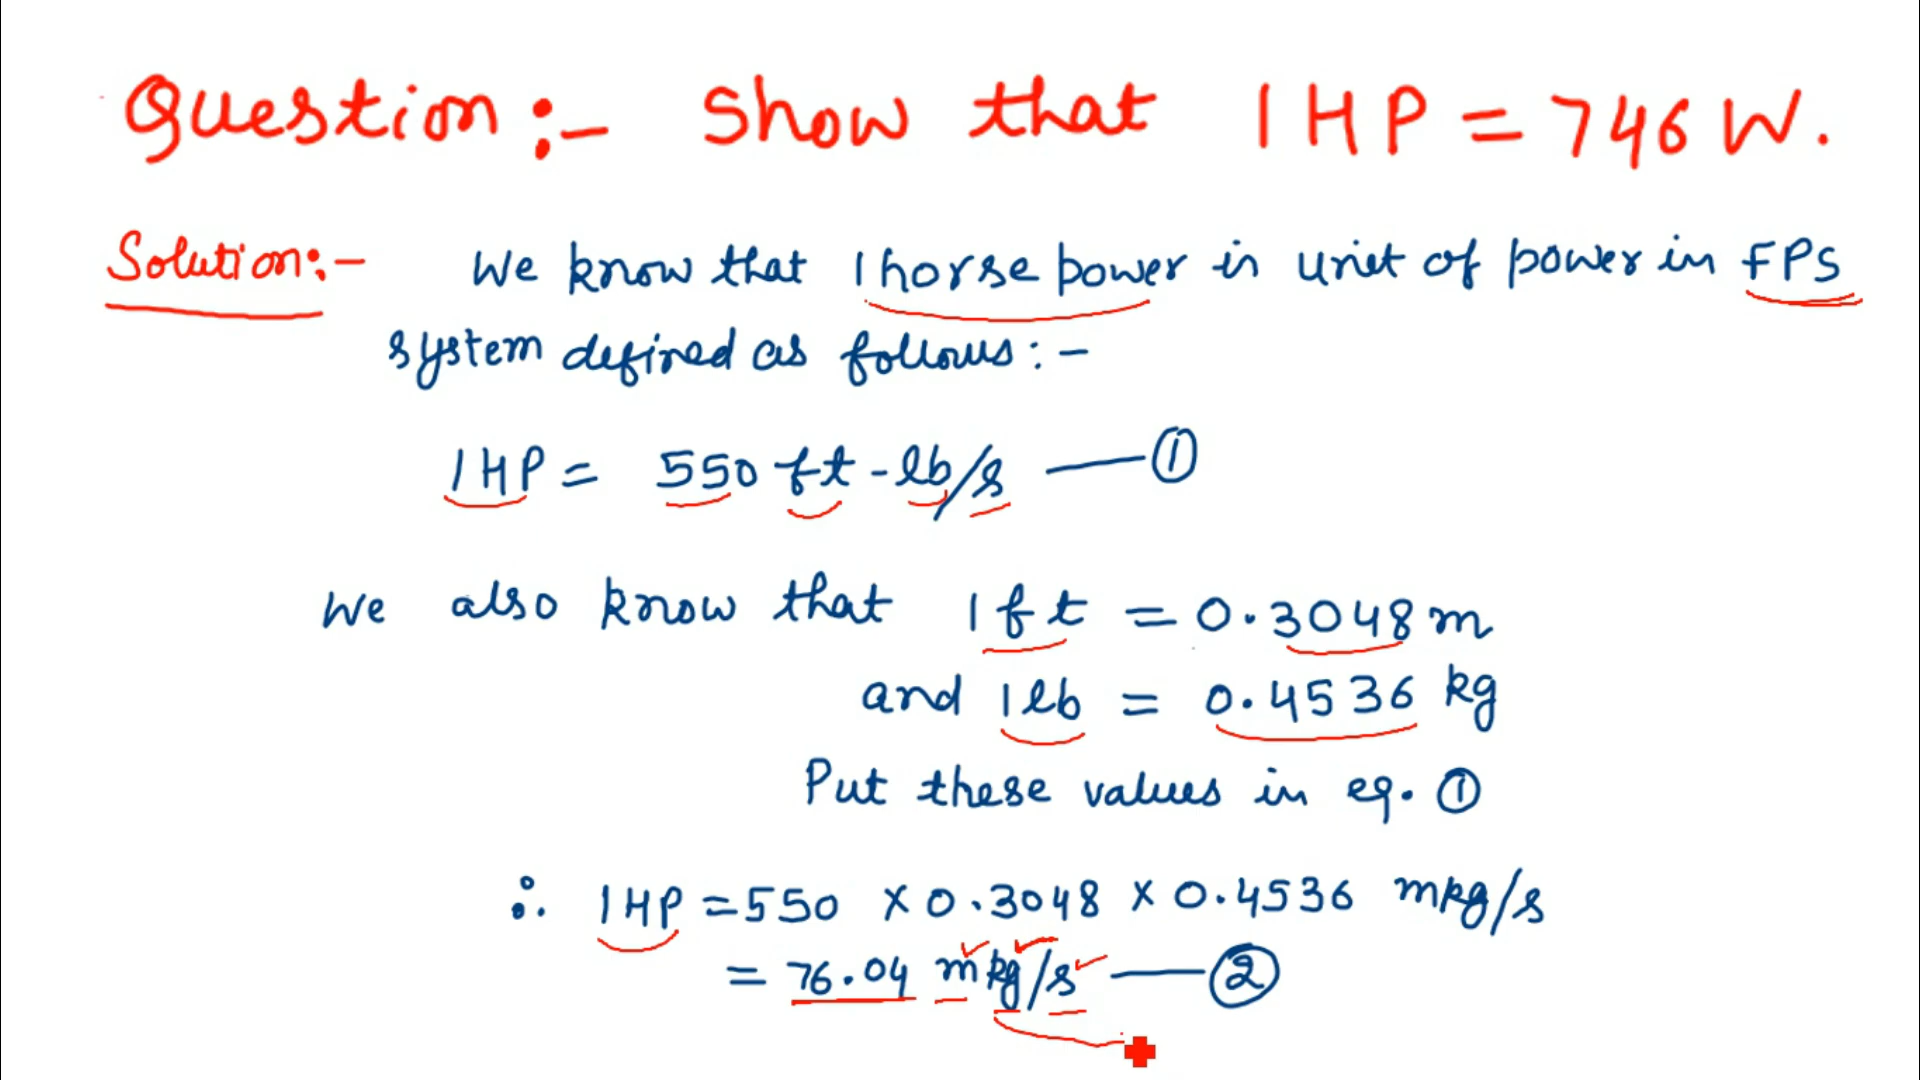 Question:- Show that 1 HP = 746 W.
Solution:- We know that 1 horse power is unit of power in FPS
system defined as follows:-
1 HP = 550 ft-lb/s —— ①
We also know that 1 ft = 0.3048 m
and 1 lb = 0.4536 kg
Put these values in eq. ①
∴ 1 HP = 550 × 0.3048 × 0.4536 mkg/s
= 76.04 mkg/s —— ②